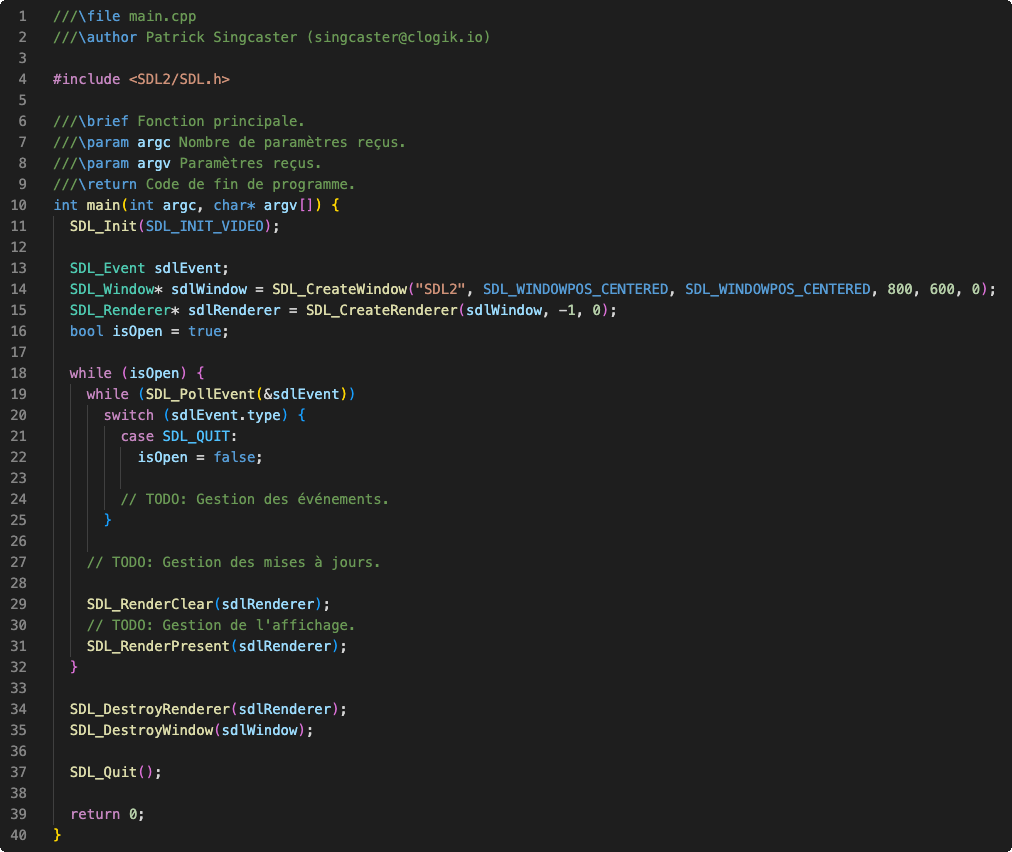 1 ///\file main.cpp
2 ///\author Patrick Singcaster (singcaster@clogik.io)
3
4 #include <SDL2/SDL.h>
5
6 ///\brief Fonction principale.
7 ///\param argc Nombre de paramètres reçus.
8 ///\param argv Paramètres reçus.
9 ///\return Code de fin de programme.
10 int main(int argc, char* argv[]) {
11   SDL_Init(SDL_INIT_VIDEO);
12
13   SDL_Event sdlEvent;
14   SDL_Window* sdlWindow = SDL_CreateWindow("SDL2", SDL_WINDOWPOS_CENTERED, SDL_WINDOWPOS_CENTERED, 800, 600, 0);
15   SDL_Renderer* sdlRenderer = SDL_CreateRenderer(sdlWindow, -1, 0);
16   bool isOpen = true;
17
18   while (isOpen) {
19     while (SDL_PollEvent(&sdlEvent))
20       switch (sdlEvent.type) {
21         case SDL_QUIT:
22           isOpen = false;
23
24         // TODO: Gestion des événements.
25       }
26
27     // TODO: Gestion des mises à jours.
28
29     SDL_RenderClear(sdlRenderer);
30     // TODO: Gestion de l'affichage.
31     SDL_RenderPresent(sdlRenderer);
32   }
33
34   SDL_DestroyRenderer(sdlRenderer);
35   SDL_DestroyWindow(sdlWindow);
36
37   SDL_Quit();
38
39   return 0;
40 }